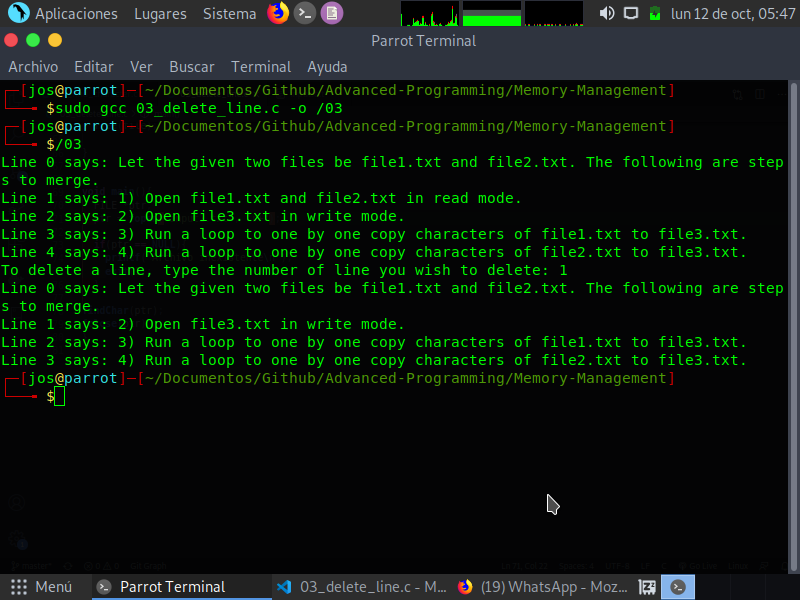 Aplicaciones Lugares Sistema lun 12 de oct, 05:47
Parrot Terminal
Archivo Editar Ver Buscar Terminal Ayuda
┌─[jos@parrot]─[~/Documentos/Github/Advanced-Programming/Memory-Management]
└──╼ $sudo gcc 03_delete_line.c -o /03
┌─[jos@parrot]─[~/Documentos/Github/Advanced-Programming/Memory-Management]
└──╼ $/03
Line 0 says: Let the given two files be file1.txt and file2.txt. The following are step
s to merge.
Line 1 says: 1) Open file1.txt and file2.txt in read mode.
Line 2 says: 2) Open file3.txt in write mode.
Line 3 says: 3) Run a loop to one by one copy characters of file1.txt to file3.txt.
Line 4 says: 4) Run a loop to one by one copy characters of file2.txt to file3.txt.
To delete a line, type the number of line you wish to delete: 1
Line 0 says: Let the given two files be file1.txt and file2.txt. The following are step
s to merge.
Line 1 says: 2) Open file3.txt in write mode.
Line 2 says: 3) Run a loop to one by one copy characters of file1.txt to file3.txt.
Line 3 says: 4) Run a loop to one by one copy characters of file2.txt to file3.txt.
┌─[jos@parrot]─[~/Documentos/Github/Advanced-Programming/Memory-Management]
└──╼ $
Menú Parrot Terminal 03_delete_line.c - M... (19) WhatsApp - Moz...